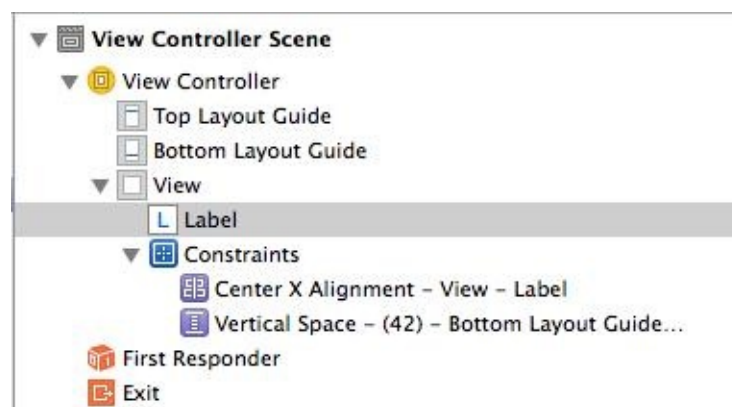 View Controller Scene
View Controller
Top Layout Guide
Bottom Layout Guide
View
L Label
Constraints
Center X Alignment – View – Label
Vertical Space – (42) – Bottom Layout Guide...
First Responder
Exit